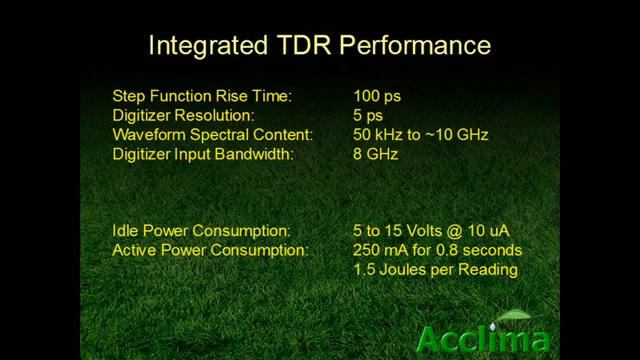 Integrated TDR Performance
Step Function Rise Time: 100 ps
Digitizer Resolution: 5 ps
Waveform Spectral Content: 50 kHz to ~10 GHz
Digitizer Input Bandwidth: 8 GHz
Idle Power Consumption: 5 to 15 Volts @ 10 uA
Active Power Consumption: 250 mA for 0.8 seconds
1.5 Joules per Reading
Acclima